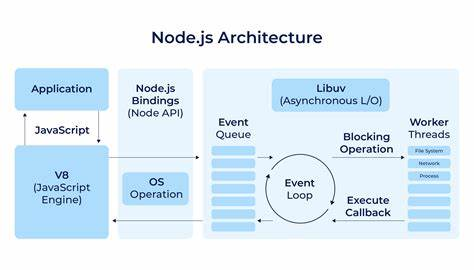 Node.js Architecture
Application
JavaScript
V8
(JavaScript
Engine)
Node.js
Bindings
(Node API)
OS
Operation
Libuv
(Asynchronous L/O)
Event
Queue
Blocking
Operation
Event
Loop
Execute
Callback
Worker
Threads
File System
Network
Process